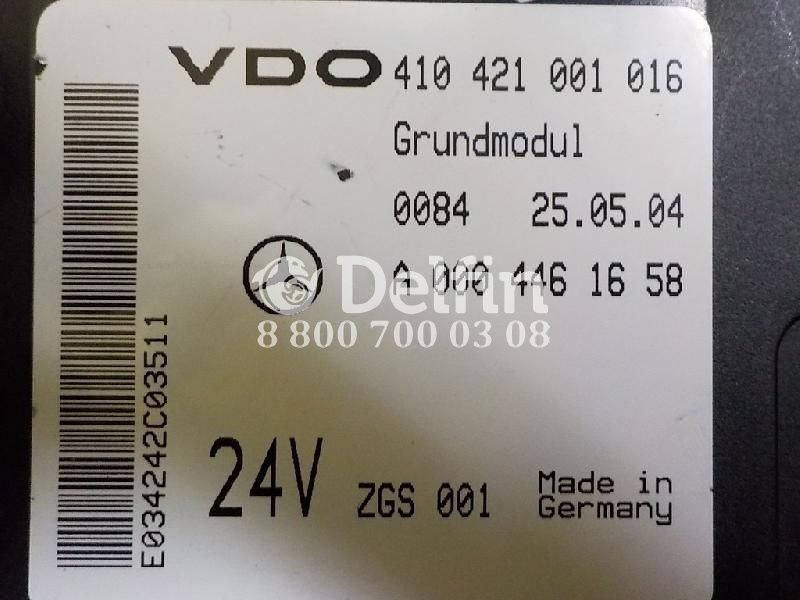 VDO 410 421 001 016
Grundmodul
0084 25.05.04
A 000 446 16 58
Delfin
8 800 700 03 08
24V ZGS 001 Made in
Germany
E034242C03511